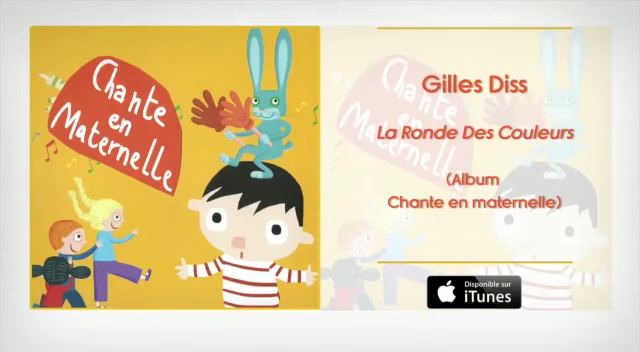 Chante
en
Maternelle
Gilles Diss
La Ronde Des Couleurs
(Album
Chante en maternelle)
Disponible sur
iTunes